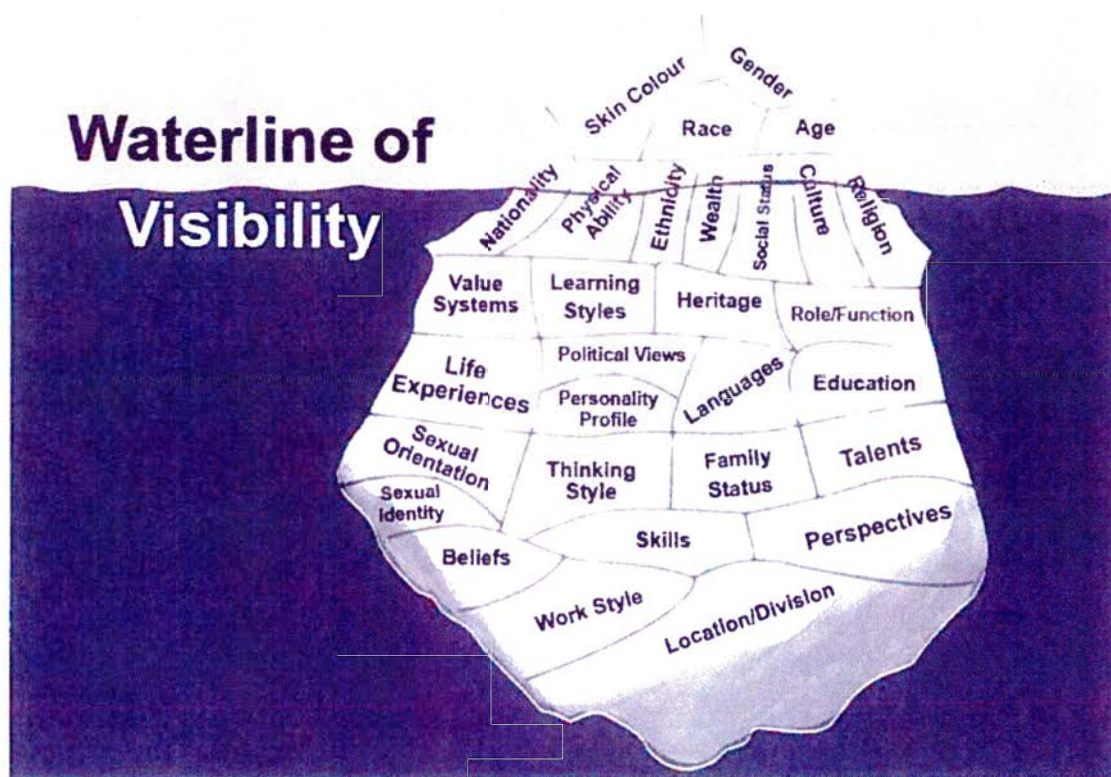 Waterline of
Visibility
Skin Colour
Gender
Race
Age
Nationality
Physical
Ability
Ethnicity
Wealth
Social Status
Culture
Religion
Value
Systems
Learning
Styles
Heritage
Role/Function
Life
Experiences
Political Views
Personality
Profile
Languages
Education
Sexual
Orientation
Thinking
Style
Family
Status
Talents
Sexual
Identity
Beliefs
Skills
Perspectives
Work Style
Location/Division